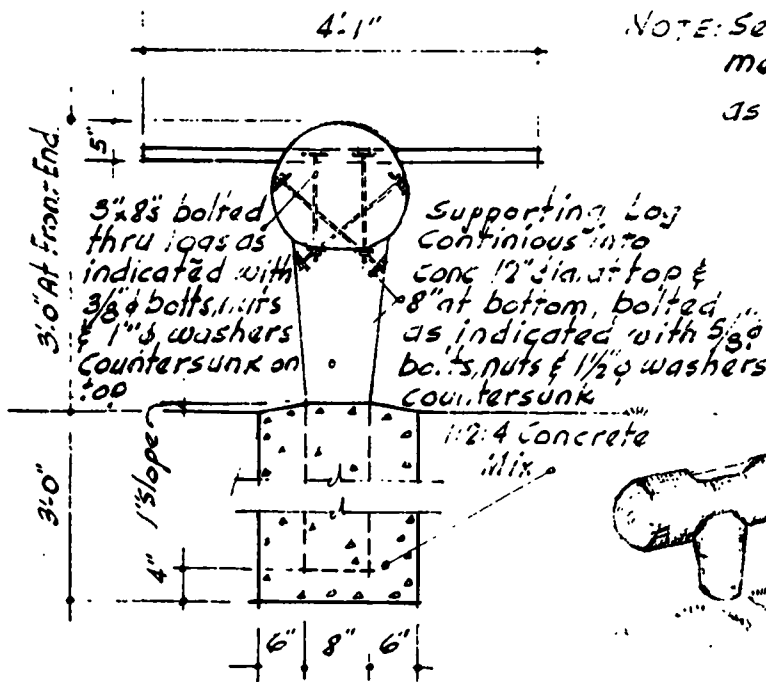 4'-1"
NOTE: Se
me
as
3'-0" At Front End
5"
3"x8"s bolted
thru logs as
indicated with
3/8"ϕ bolts, nuts
& 1"ϕ washers
countersunk on
top
Supporting Log
Continious into
conc 12" dia. at top &
8" at bottom, bolted
as indicated with 5/8"ϕ
bolts, nuts & 1 1/2"ϕ washers
countersunk
1:2:4 Concrete
Mix
1" Slope
3'-0"
4"
6" 8" 6"